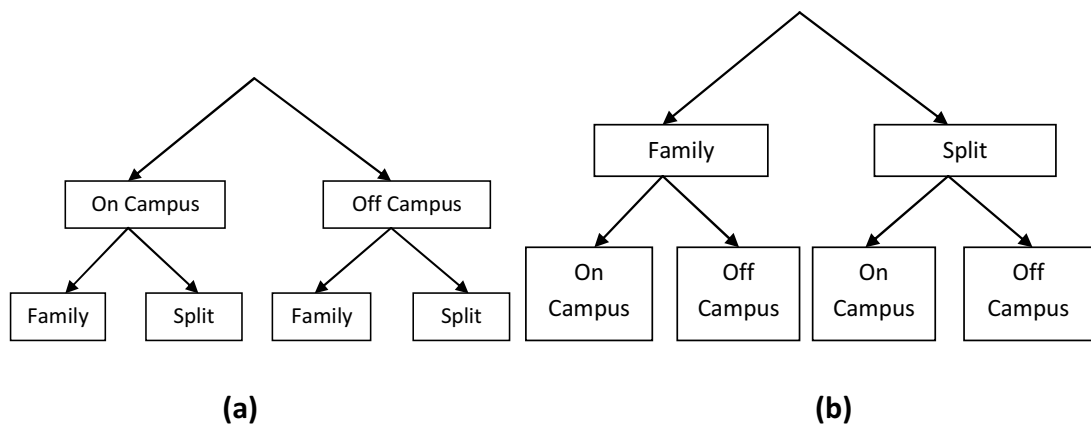 On Campus
Off Campus
Family
Split
Family
Split
(a)
Family
Split
On
Campus
Off
Campus
On
Campus
Off
Campus
(b)